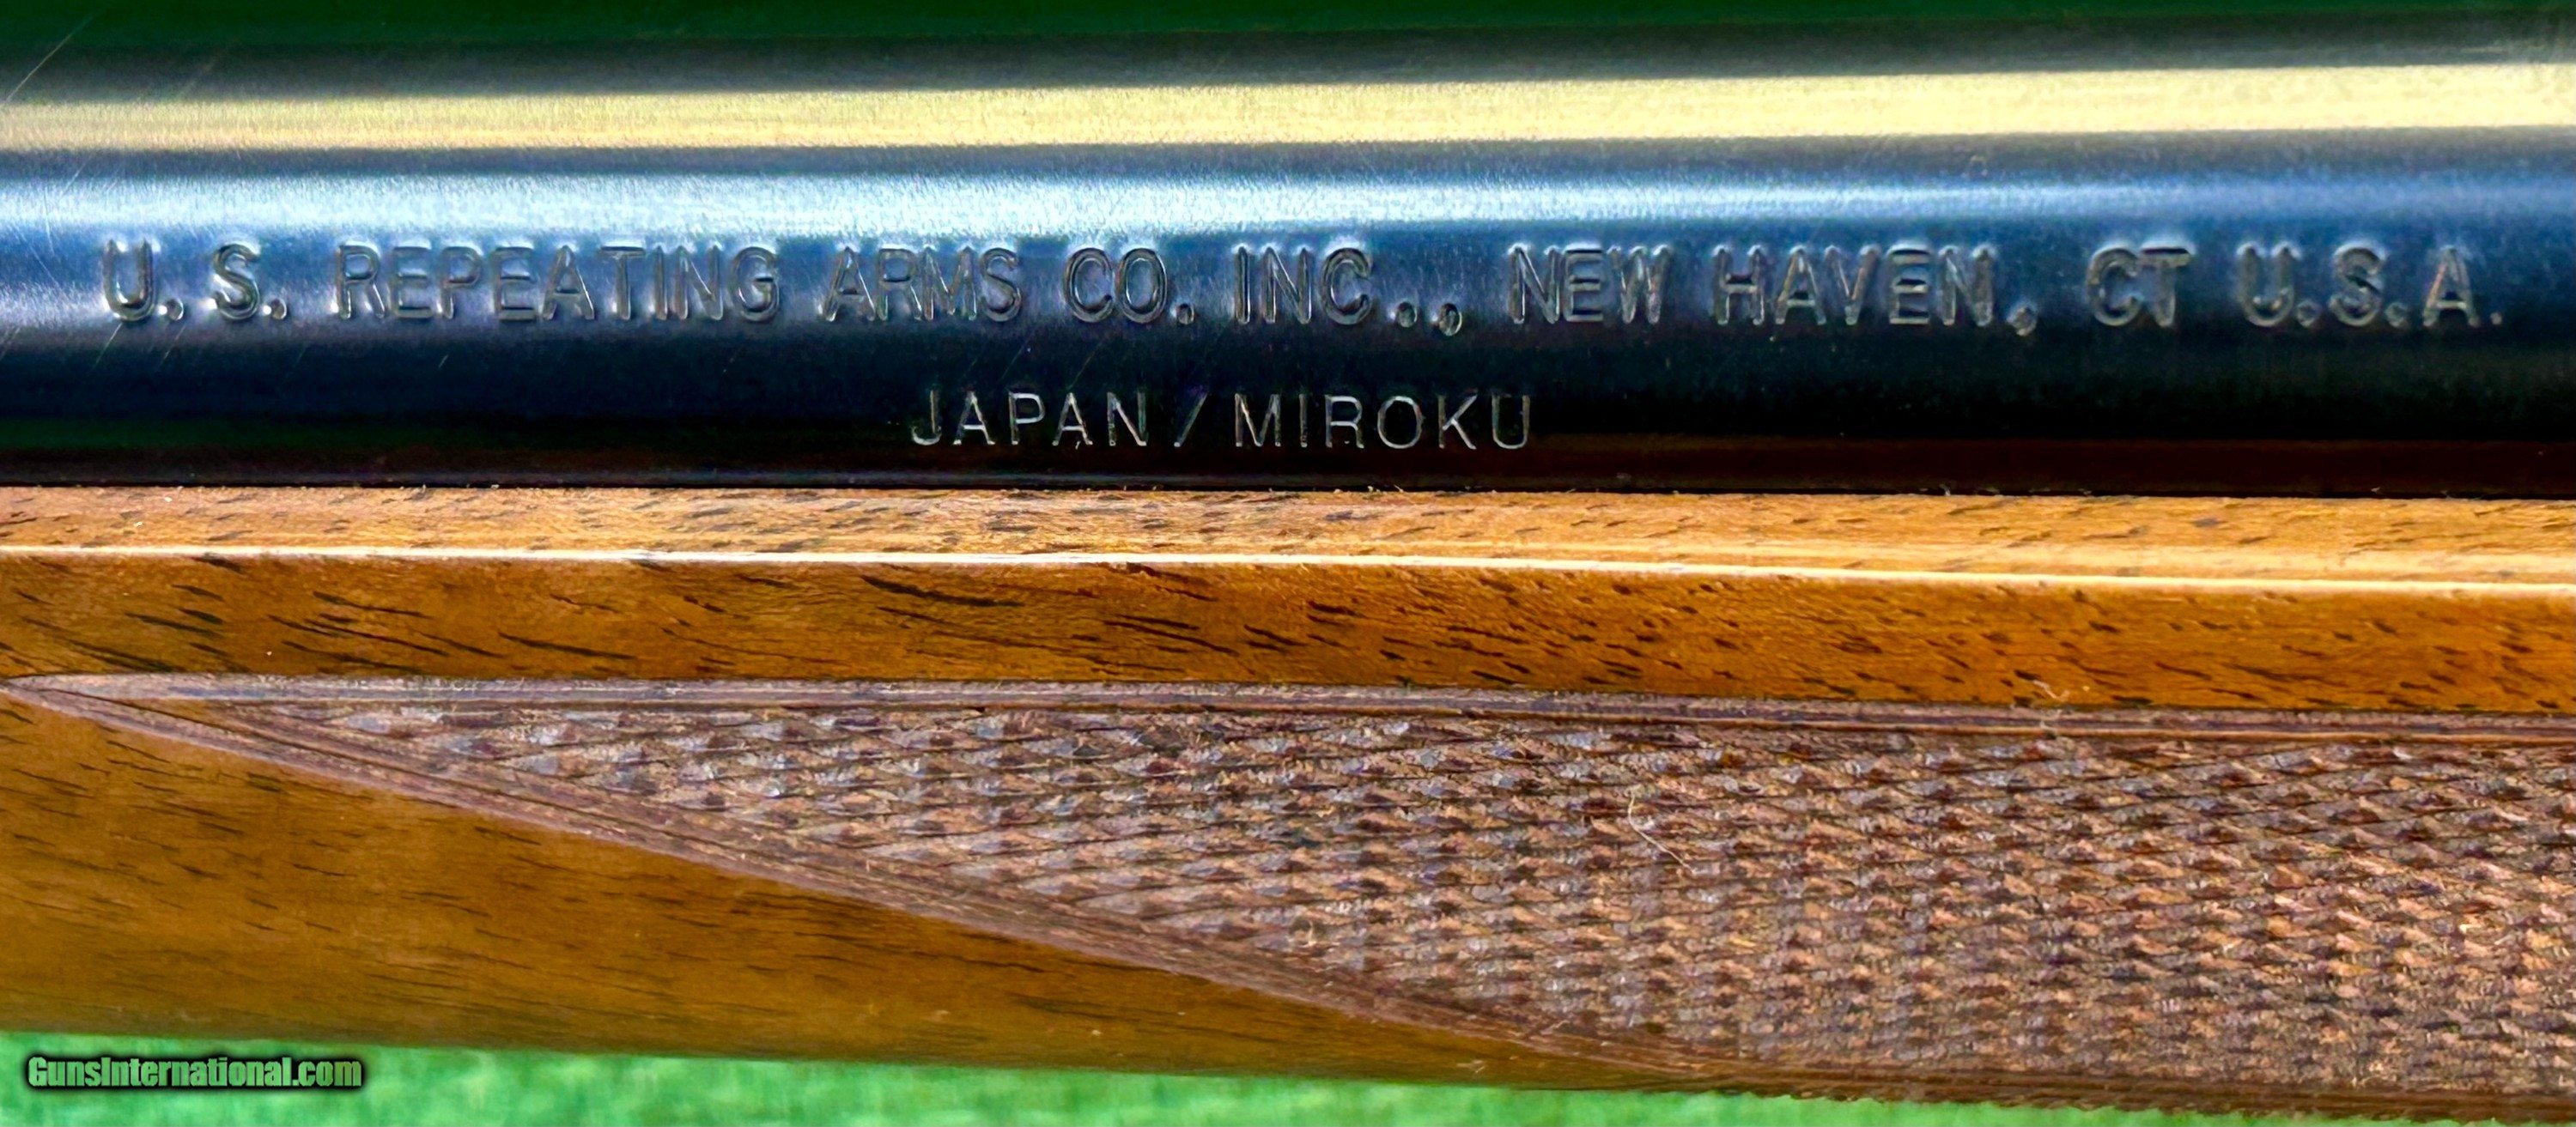 U. S. REPEATING ARMS CO. INC., NEW HAVEN, CT U.S.A.
JAPAN / MIROKU
GunsInternational.com